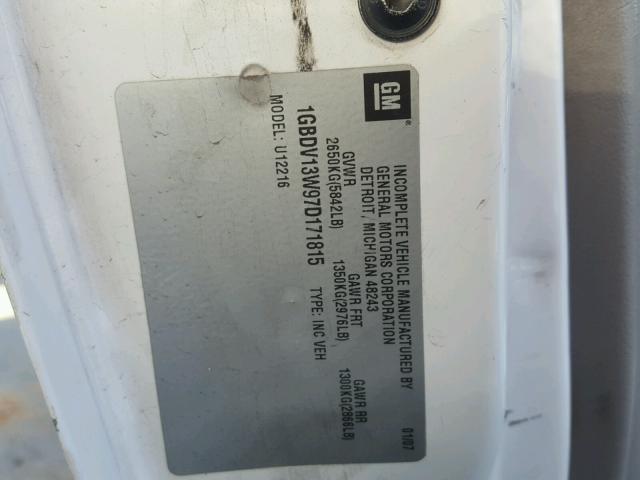 GM
INCOMPLETE VEHICLE MANUFACTURED BY
GENERAL MOTORS CORPORATION
DETROIT, MICHIGAN 48243
01/07
GVWR GAWR FRT GAWR RR
2650KG(5842LB) 1350KG(2976LB) 1300KG(2866LB)
1GBDV13W97D171815 TYPE: INC VEH
MODEL: U12216